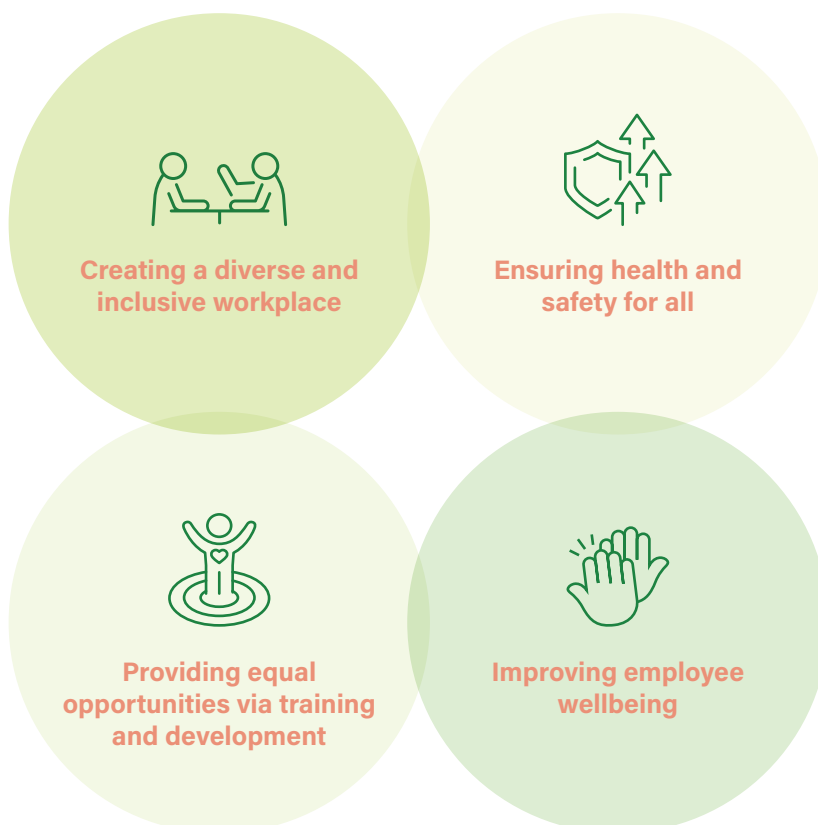 Creating a diverse and
inclusive workplace
Ensuring health and
safety for all
Providing equal
opportunities via training
and development
Improving employee
wellbeing